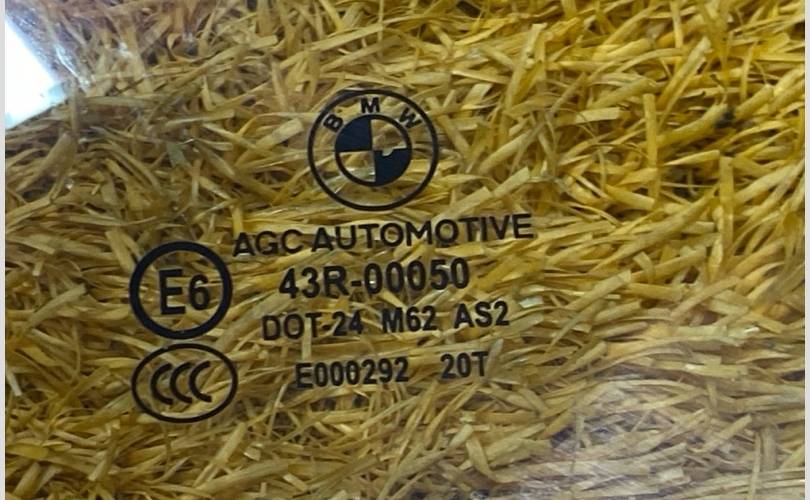 BMW
AGC AUTOMOTIVE
E6 43R-00050
DOT-24 M62 AS2
CCC E000292 20T